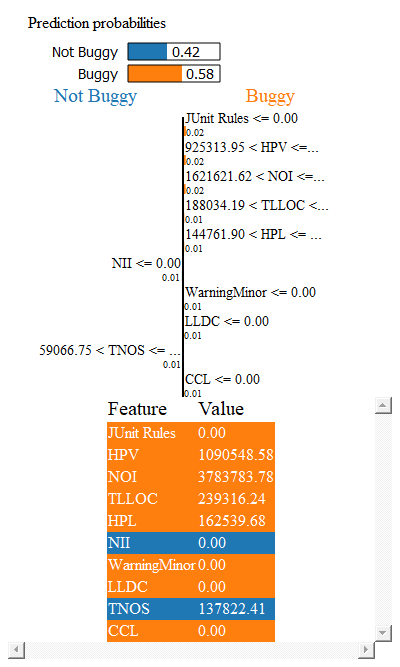 Prediction probabilities
Not Buggy 0.42
Buggy 0.58
Not Buggy Buggy
JUnit Rules <= 0.00
0.02
925313.95 < HPV <=...
0.02
1621621.62 < NOI <=...
0.02
188034.19 < TLLOC <...
0.01
144761.90 < HPL <= ...
0.01
NII <= 0.00
0.01
WarningMinor <= 0.00
0.01
LLDC <= 0.00
0.01
59066.75 < TNOS <= ...
0.01
CCL <= 0.00
0.01
Feature Value
JUnit Rules 0.00
HPV 1090548.58
NOI 3783783.78
TLLOC 239316.24
HPL 162539.68
NII 0.00
WarningMinor 0.00
LLDC 0.00
TNOS 137822.41
CCL 0.00